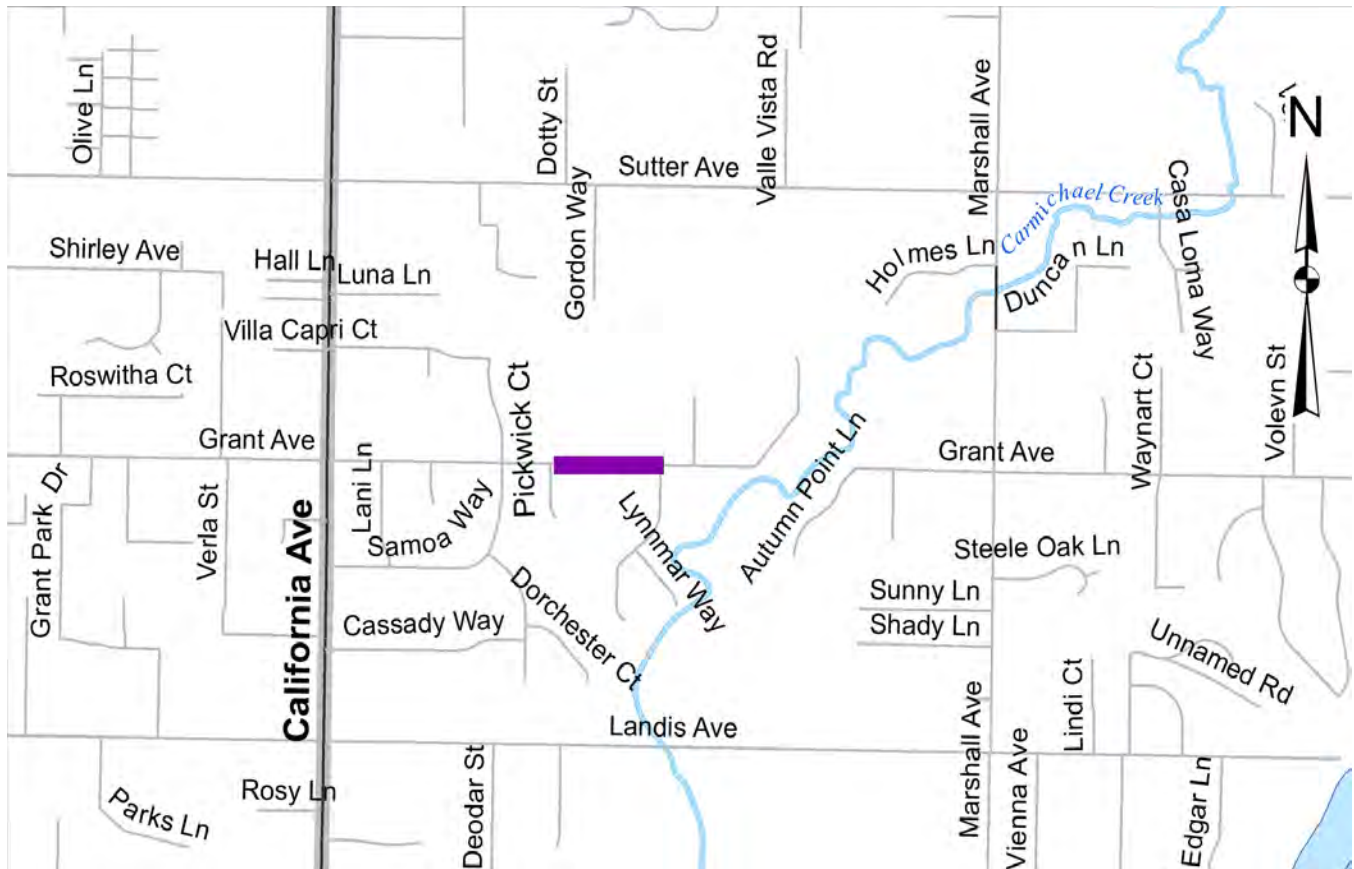 Olive Ln
Dotty St
Valle Vista Rd
Marshall Ave
N
Sutter Ave
Gordon Way
Carmichael Creek
Casa Loma Way
Shirley Ave
Hall Ln
Luna Ln
Holmes Ln
Duncan Ln
Villa Capri Ct
Roswitha Ct
Pickwick Ct
Waynart Ct
Volevn St
Grant Ave
Grant Ave
Autumn Point Ln
Grant Park Dr
Verla St
California Ave
Lani Ln
Samoa Way
Lynnmar Way
Steele Oak Ln
Sunny Ln
Shady Ln
Cassady Way
Dorchester Ct
Unnamed Rd
Lindi Ct
Landis Ave
Marshall Ave
Vienna Ave
Edgar Ln
Rosy Ln
Parks Ln
Deodar St